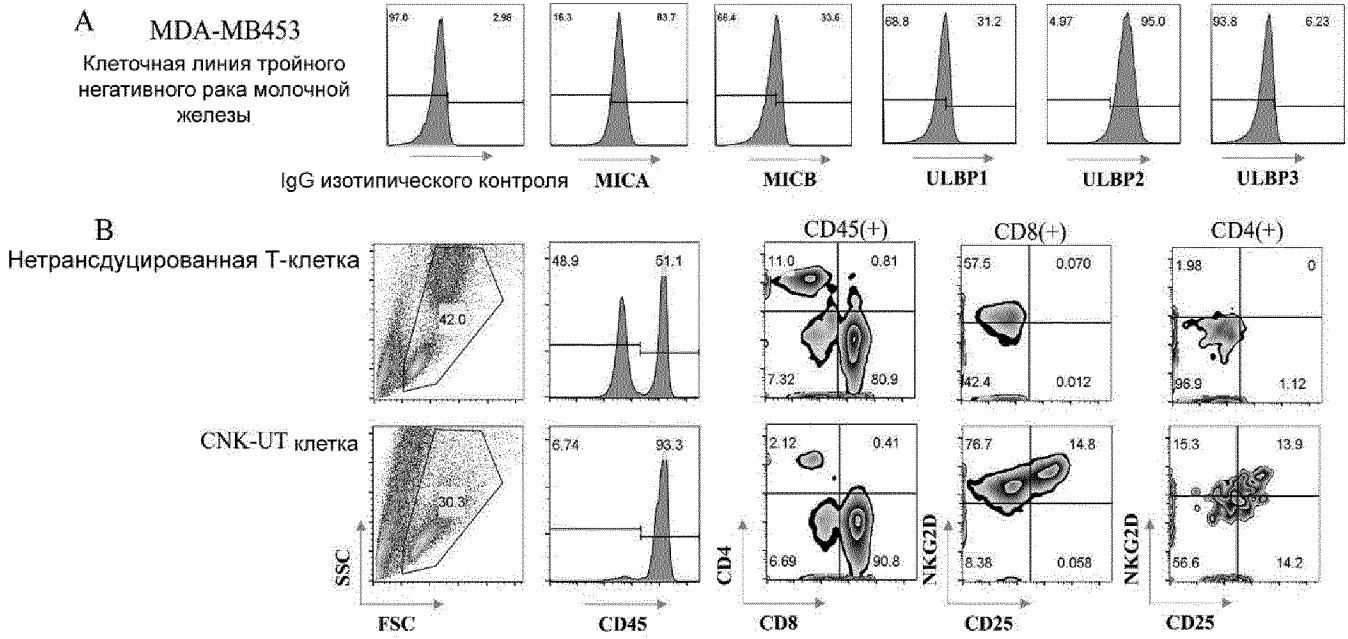 A
MDA-MB453
Клеточная линия тройного
негативного рака молочной
железы
97.0 2.98
16.3 83.7
66.4 33.6
68.8 31.2
4.97 95.0
93.8 6.23
IgG изотипического контроля
MICA
MICB
ULBP1
ULBP2
ULBP3
B
Нетрансдуцированная Т-клетка
CD45(+)
CD8(+)
CD4(+)
42.0
48.9 51.1
11.0 0.81
7.32 80.9
57.5 0.070
42.4 0.012
1.98 0
96.9 1.12
CNK-UT клетка
30.3
6.74 93.3
2.12 0.41
6.69 90.8
76.7 14.8
8.38 0.058
15.3 13.9
56.6 14.2
SSC
FSC
CD45
CD4
CD8
NKG2D
CD25
NKG2D
CD25